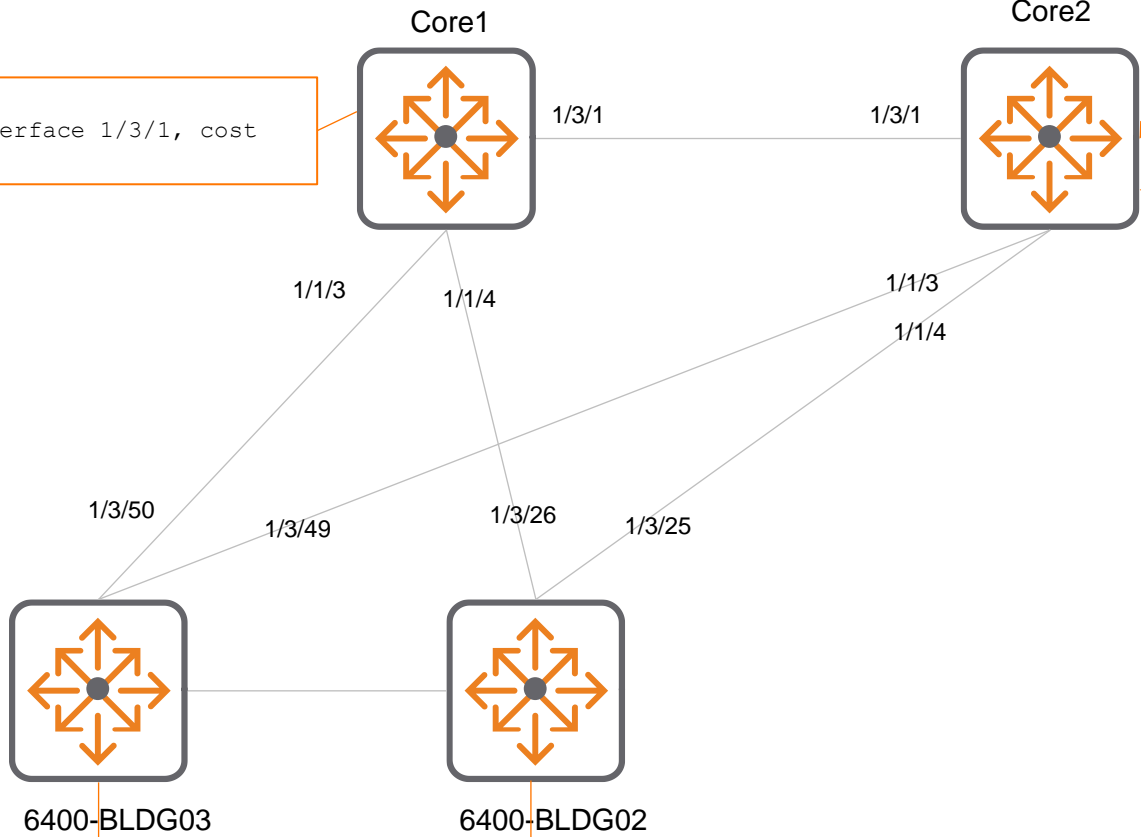 Core1
Core2
erface 1/3/1, cost
1/3/1
1/3/1
1/1/3
1/1/4
1/1/3
1/1/4
1/3/50
1/3/49
1/3/26
1/3/25
6400-BLDG03
6400-BLDG02